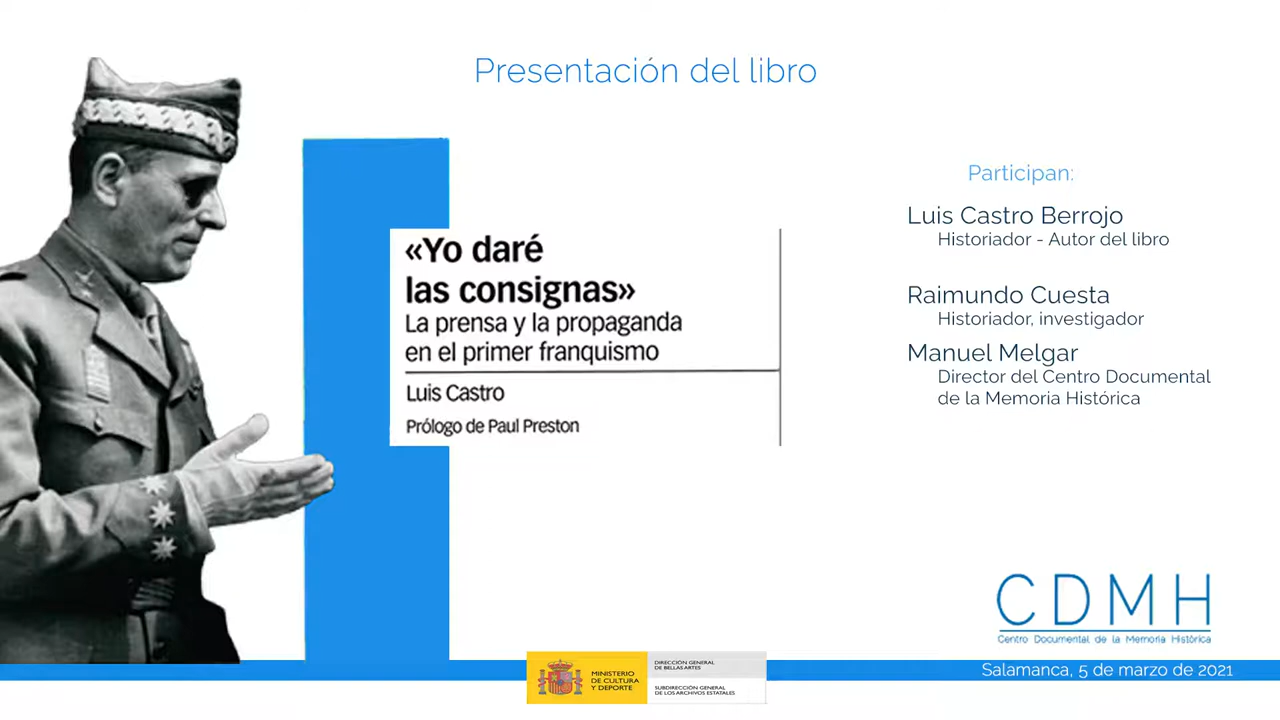 Presentación del libro
«Yo daré
las consignas»
La prensa y la propaganda
en el primer franquismo
Luis Castro
Prólogo de Paul Preston
Participan:
Luis Castro Berrojo
Historiador - Autor del libro
Raimundo Cuesta
Historiador, investigador
Manuel Melgar
Director del Centro Documental
de la Memoria Histórica
CDMH
Centro Documental de la Memoria Histórica
Salamanca, 5 de marzo de 2021
MINISTERIO
DE CULTURA
Y DEPORTE
DIRECCIÓN GENERAL
DE BELLAS ARTES
SUBDIRECCIÓN GENERAL
DE LOS ARCHIVOS ESTATALES